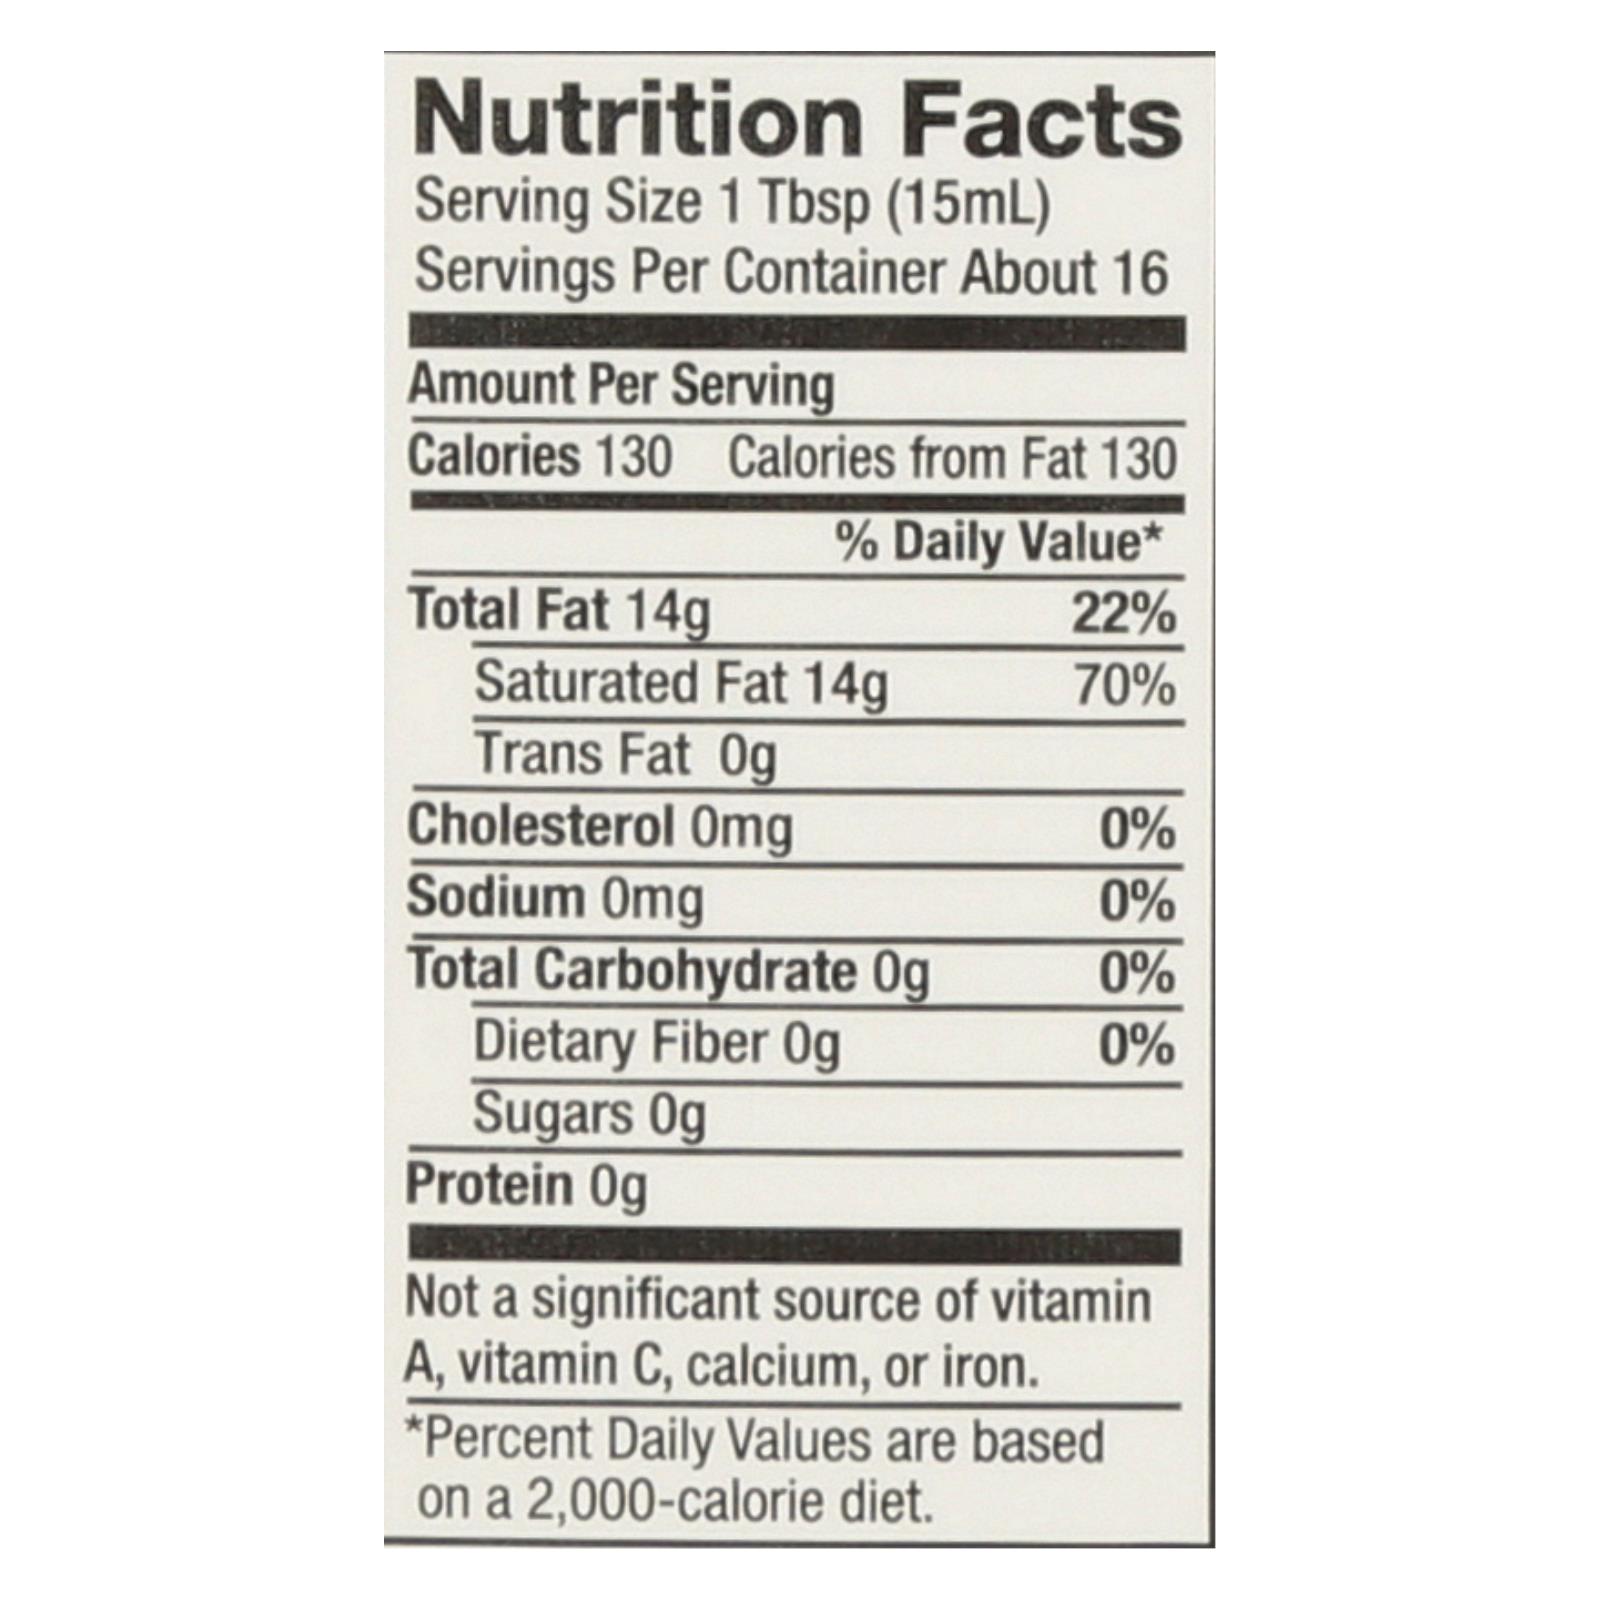 Nutrition Facts
Serving Size 1 Tbsp (15mL)
Servings Per Container About 16
Amount Per Serving
Calories 130 Calories from Fat 130
% Daily Value*
Total Fat 14g 22%
Saturated Fat 14g 70%
Trans Fat 0g
Cholesterol 0mg 0%
Sodium 0mg 0%
Total Carbohydrate 0g 0%
Dietary Fiber 0g 0%
Sugars 0g
Protein 0g
Not a significant source of vitamin
A, vitamin C, calcium, or iron.
*Percent Daily Values are based
on a 2,000-calorie diet.